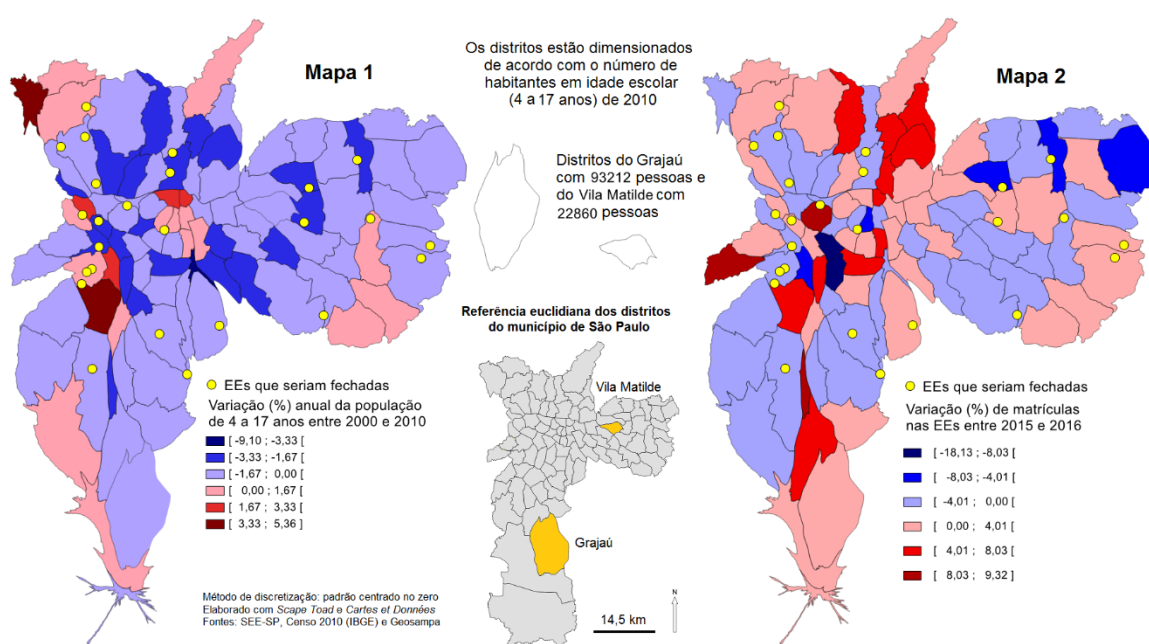 Mapa 1
Os distritos estão dimensionados
de acordo com o número de
habitantes em idade escolar
(4 a 17 anos) de 2010
Mapa 2
Distritos do Grajaú
com 93212 pessoas e
do Vila Matilde com
22860 pessoas
Referência euclidiana dos distritos
do município de São Paulo
Vila Matilde
Grajaú
14,5 km
N
EEs que seriam fechadas
Variação (%) anual da população
de 4 a 17 anos entre 2000 e 2010
[ -9,10 ; -3,33 [
[ -3,33 ; -1,67 [
[ -1,67 ; 0,00 [
[ 0,00 ; 1,67 [
[ 1,67 ; 3,33 [
[ 3,33 ; 5,36 [
Método de discretização: padrão centrado no zero
Elaborado com Scape Toad e Cartes et Données
Fontes: SEE-SP, Censo 2010 (IBGE) e Geosampa
EEs que seriam fechadas
Variação (%) de matrículas
nas EEs entre 2015 e 2016
[ -18,13 ; -8,03 [
[ -8,03 ; -4,01 [
[ -4,01 ; 0,00 [
[ 0,00 ; 4,01 [
[ 4,01 ; 8,03 [
[ 8,03 ; 9,32 [